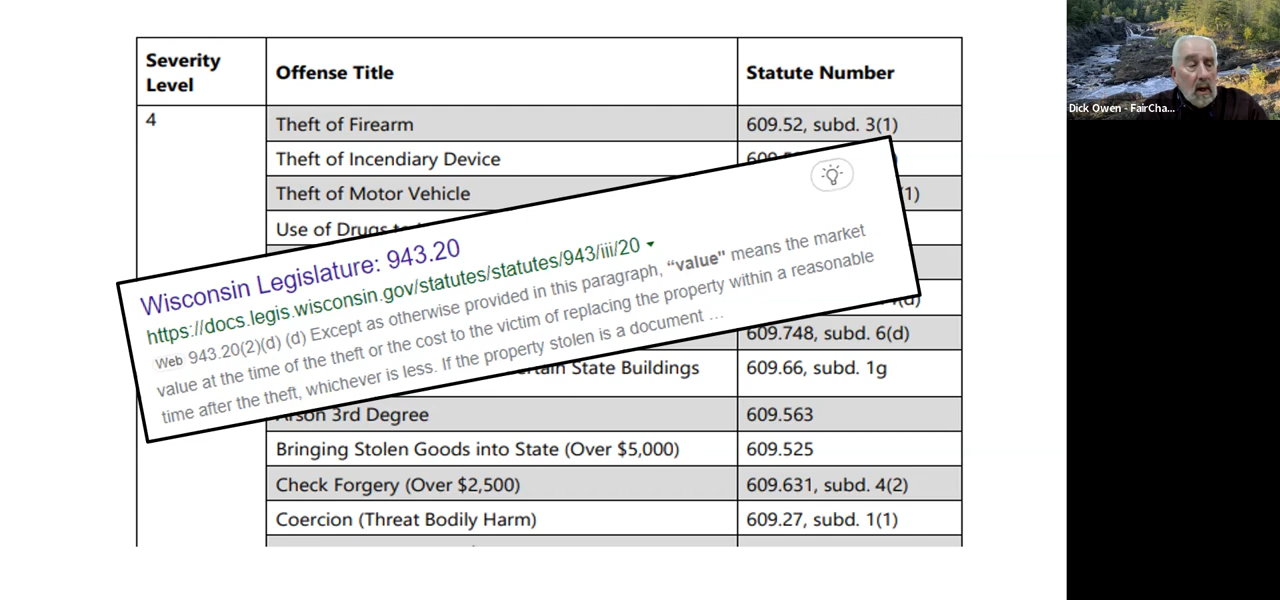 Severity
Level
Offense Title
Statute Number
4
Theft of Firearm
609.52, subd. 3(1)
Theft of Incendiary Device
Theft of Motor Vehicle
1)
Use of Drugs
Wisconsin Legislature: 943.20
https://docs.legis.wisconsin.gov/statutes/statutes/943/iii/20
Web 943.20(2)(d) (d) Except as otherwise provided in this paragraph, “value” means the market
value at the time of the theft or the cost to the victim of replacing the property within a reasonable
time after the theft, whichever is less. If the property stolen is a document ...
609.748, subd. 6(d)
State Buildings
609.66, subd. 1g
Arson 3rd Degree
609.563
Bringing Stolen Goods into State (Over $5,000)
609.525
Check Forgery (Over $2,500)
609.631, subd. 4(2)
Coercion (Threat Bodily Harm)
609.27, subd. 1(1)
Dick Owen - FairCha...